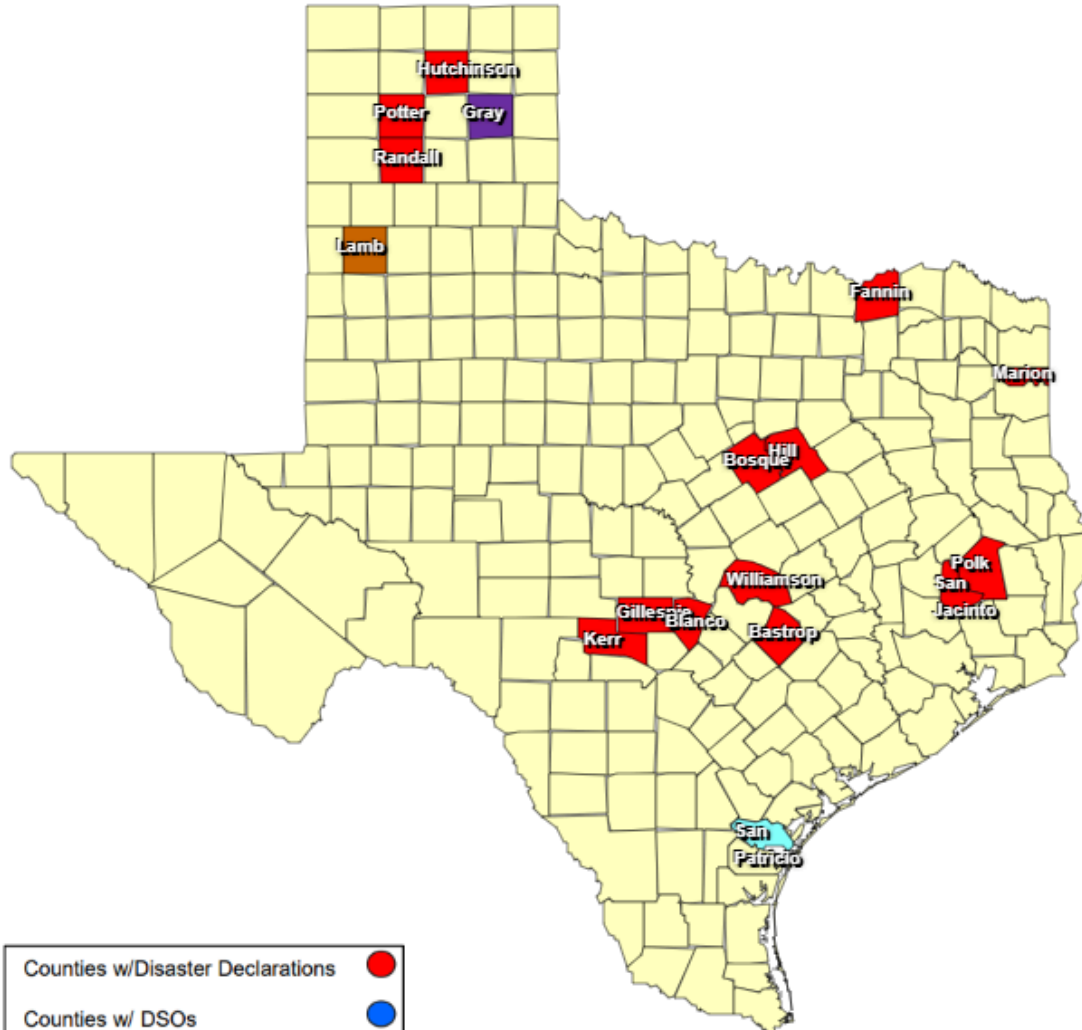 Hutchinson
Potter
Gray
Randall
Lamb
Fannin
Marion
Hill
Bosque
Polk
Williamson
San
Jacinto
Gillespie
Blanco
Bastrop
Kerr
San
Patricio
Counties w/Disaster Declarations
Counties w/ DSOs